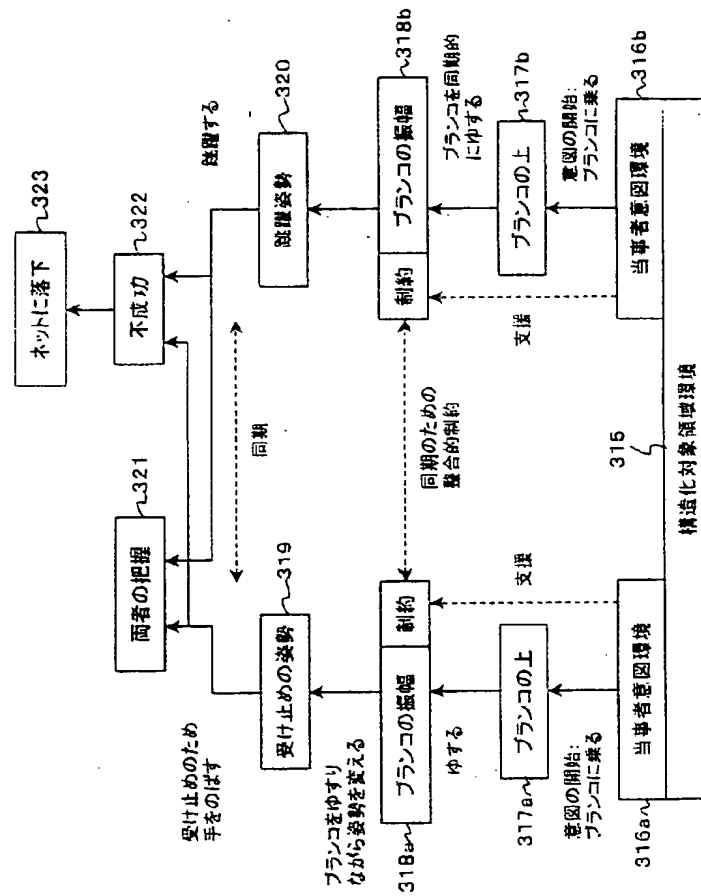 ネットに落下
323
両者の把握
321
不成功
322
受け止めのため
手をのばす
跳躍する
受け止めの姿勢
319
同期
跳躍姿勢
320
ブランコをゆすり
ながら姿勢を変える
318a
ブランコの振幅
制約
同期のための
整合的制約
制約
ブランコの振幅
318b
ゆする
ブランコを同期的
にゆする
317a
ブランコの上
支援
支援
ブランコの上
317b
意図の開始:
ブランコに乗る
意図の開始:
ブランコに乗る
316a
当事者意図環境
315
当事者意図環境
316b
構造化対象領域環境